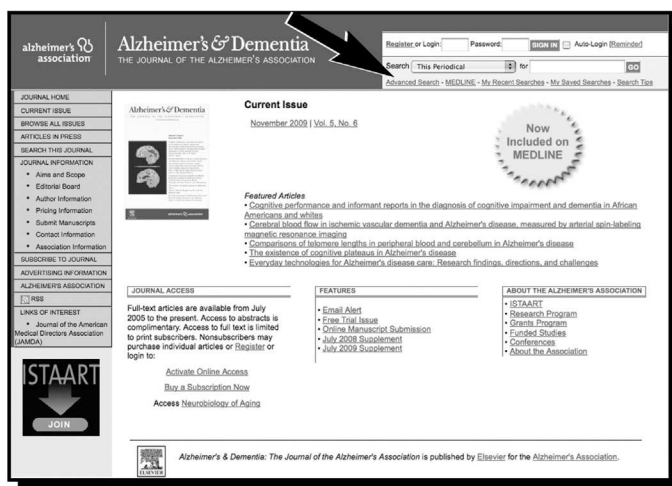 alzheimer's
association
Alzheimer's & Dementia
THE JOURNAL OF THE ALZHEIMER'S ASSOCIATION
Register or Login: Password: SIGN IN Auto-Login [Reminder]
Search This Periodical for GO
Advanced Search - MEDLINE - My Recent Searches - My Saved Searches - Search Tips
JOURNAL HOME
CURRENT ISSUE
BROWSE ALL ISSUES
ARTICLES IN PRESS
SEARCH THIS JOURNAL
JOURNAL INFORMATION
• Aims and Scope
• Editorial Board
• Author Information
• Pricing Information
• Submit Manuscripts
• Contact Information
• Association Information
SUBSCRIBE TO JOURNAL
ADVERTISING INFORMATION
ALZHEIMER'S ASSOCIATION
RSS
LINKS OF INTEREST
• Journal of the American
Medical Directors Association
(JAMDA)
ISTAART
JOIN
Alzheimer's & Dementia
Current Issue
November 2009 | Vol. 5, No. 6
Now
Included on
MEDLINE
Featured Articles
• Cognitive performance and informant reports in the diagnosis of cognitive impairment and dementia in African
Americans and whites
• Cerebral blood flow in ischemic vascular dementia and Alzheimer's disease, measured by arterial spin-labeling
magnetic resonance imaging
• Comparisons of telomere lengths in peripheral blood and cerebellum in Alzheimer's disease
• The existence of cognitive plateaus in Alzheimer's disease
• Everyday technologies for Alzheimer's disease care: Research findings, directions, and challenges
JOURNAL ACCESS
Full-text articles are available from July
2005 to the present. Access to abstracts is
complimentary. Access to full text is limited
to print subscribers. Nonsubscribers may
purchase individual articles or Register or
login to:
Activate Online Access
Buy a Subscription Now
Access Neurobiology of Aging
FEATURES
• Email Alert
• Free Trial Issue
• Online Manuscript Submission
• July 2008 Supplement
• July 2009 Supplement
ABOUT THE ALZHEIMER'S ASSOCIATION
• ISTAART
• Research Program
• Grants Program
• Funded Studies
• Conferences
• About the Association
ELSEVIER
Alzheimer's & Dementia: The Journal of the Alzheimer's Association is published by Elsevier for the Alzheimer's Association.